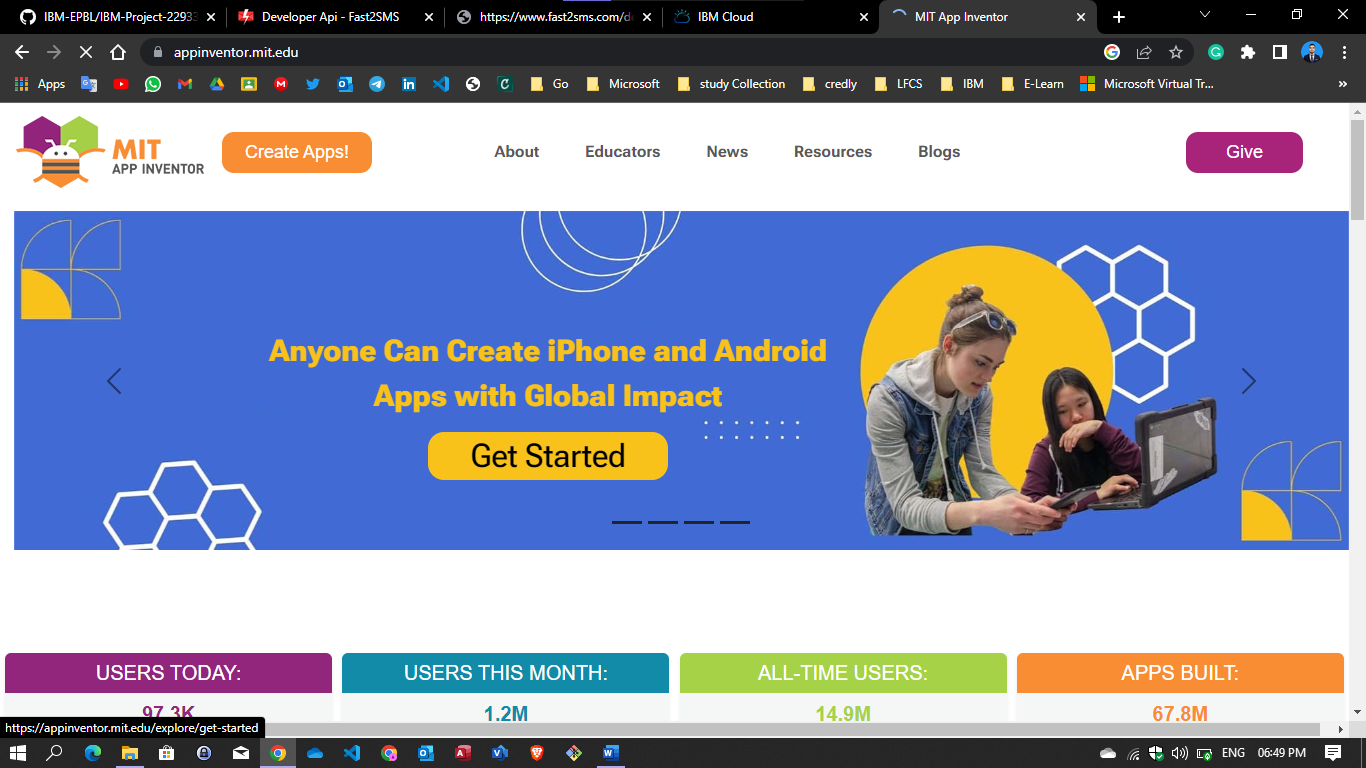 IBM-EPBL/IBM-Project-2293
Developer Api - Fast2SMS
https://www.fast2sms.com/de
IBM Cloud
MIT App Inventor
appinventor.mit.edu
Apps
Go
Microsoft
study Collection
credly
LFCS
IBM
E-Learn
Microsoft Virtual Tr...
MIT
APP INVENTOR
Create Apps!
About
Educators
News
Resources
Blogs
Give
Anyone Can Create iPhone and Android
Apps with Global Impact
Get Started
USERS TODAY:
USERS THIS MONTH:
ALL-TIME USERS:
APPS BUILT:
97.3K
1.2M
14.9M
67.8M
https://appinventor.mit.edu/explore/get-started
ENG
06:49 PM